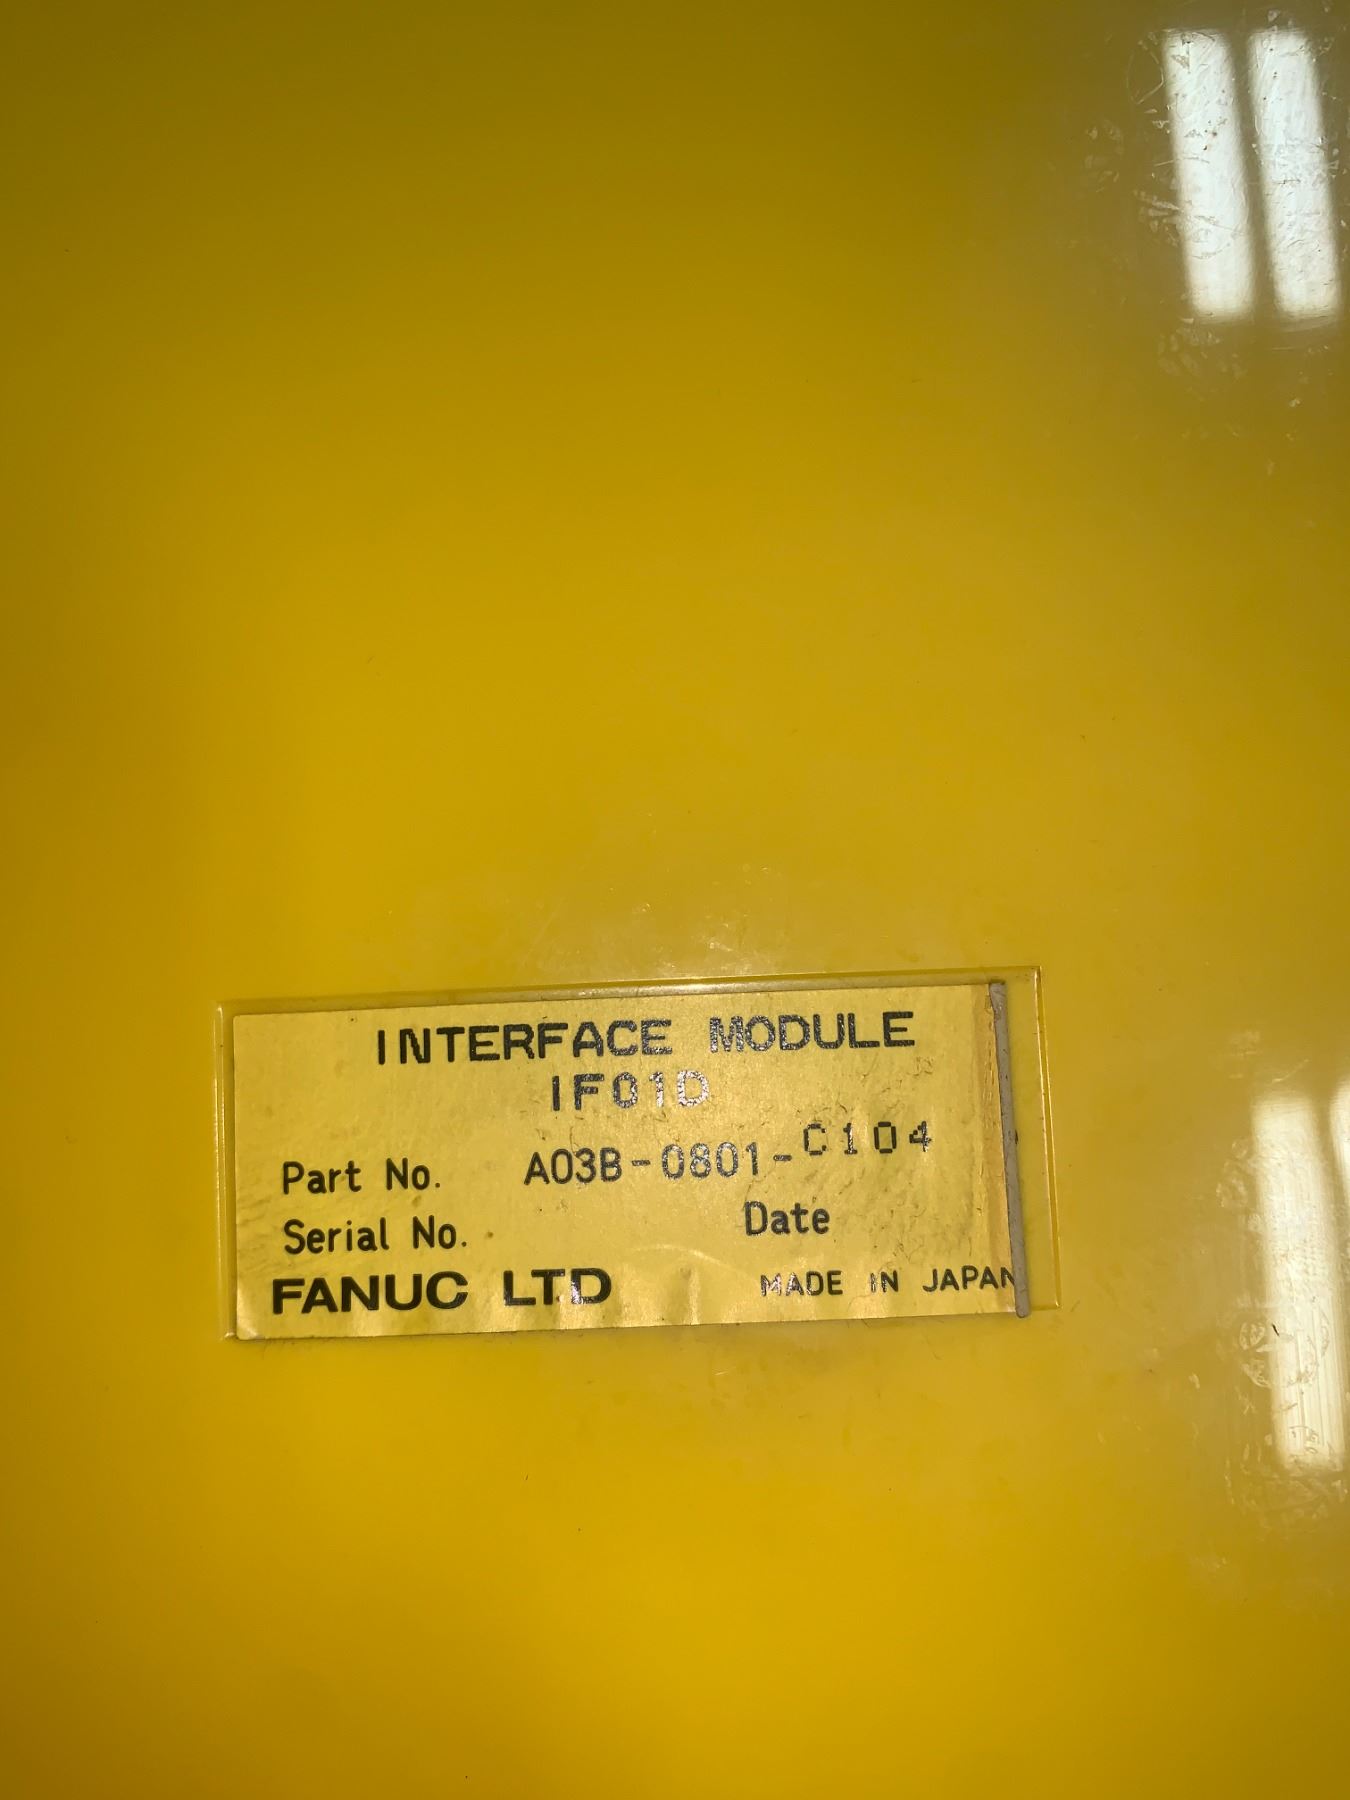 INTERFACE MODULE
IF01D
Part No. A03B-0801-C104
Serial No. Date
FANUC LTD MADE IN JAPAN